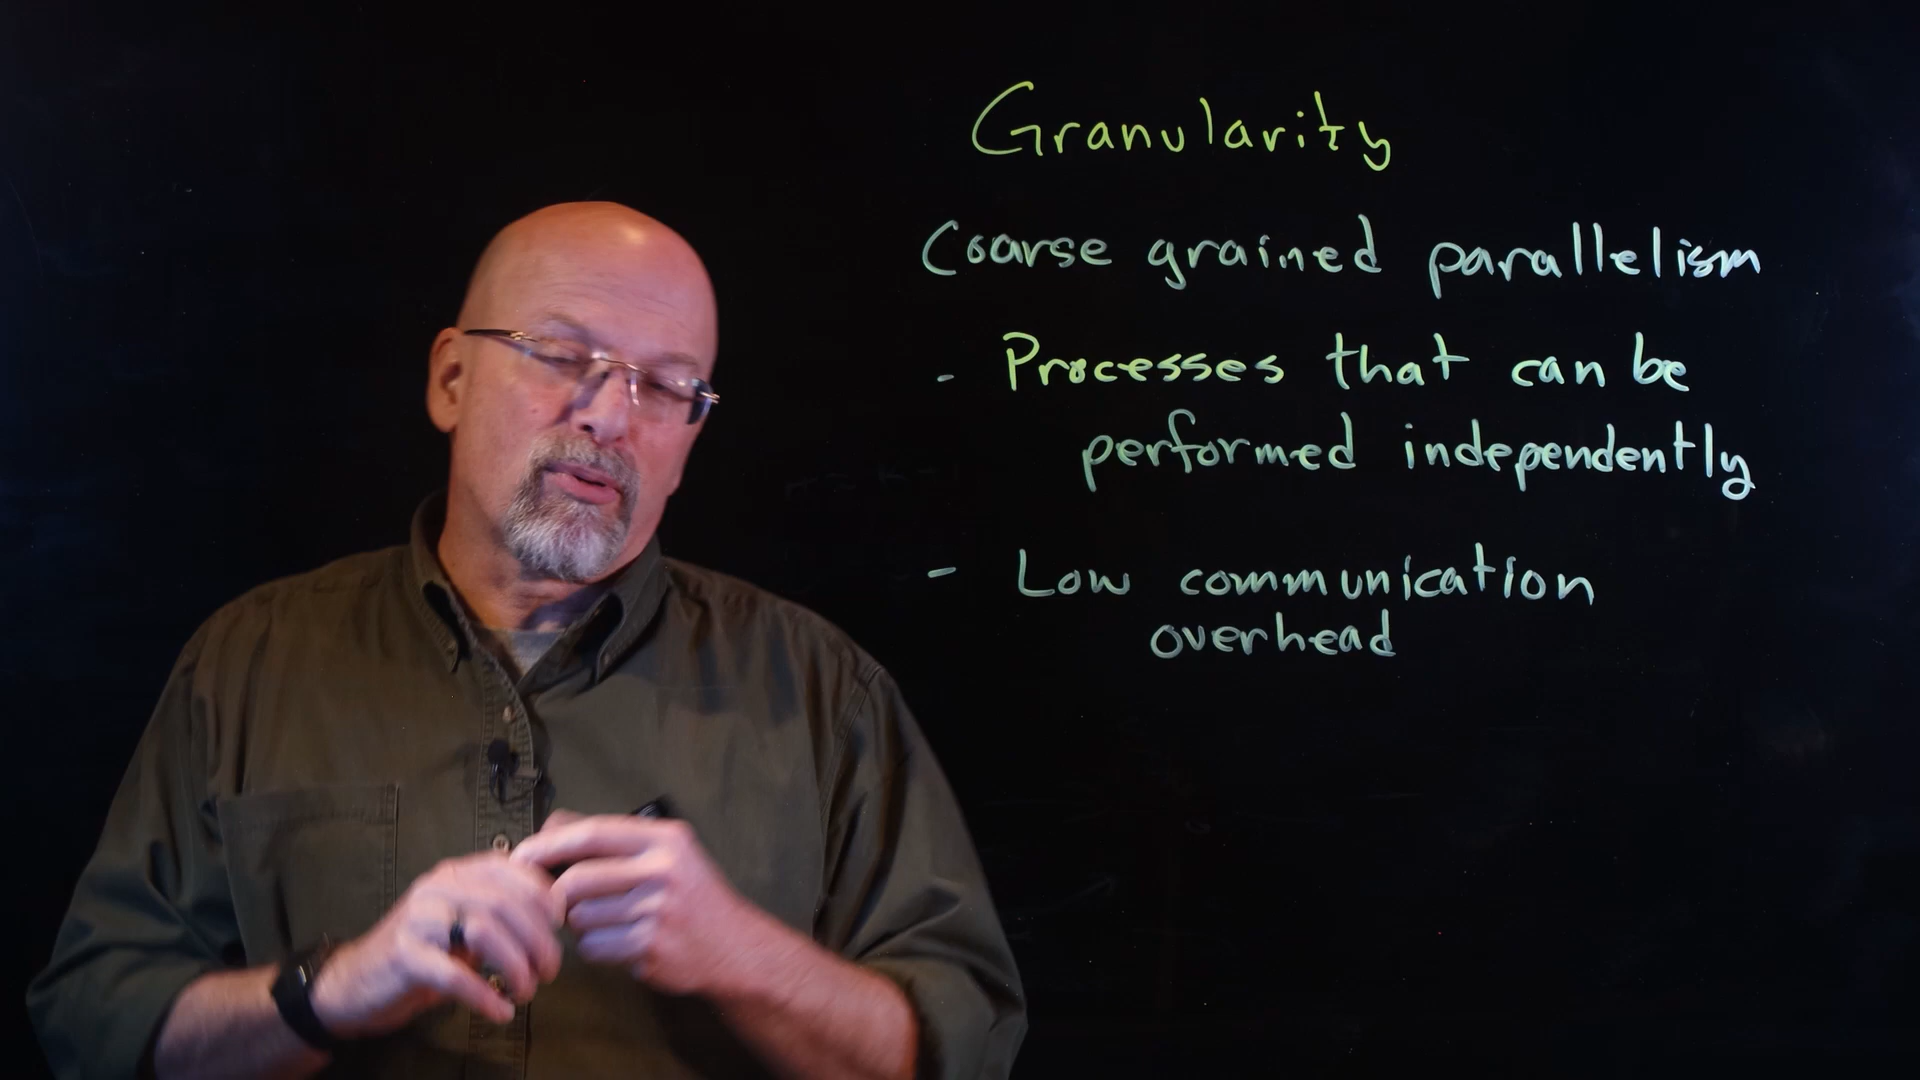 Granularity
Coarse grained parallelism
- Processes that can be
performed independently
- Low communication
overhead